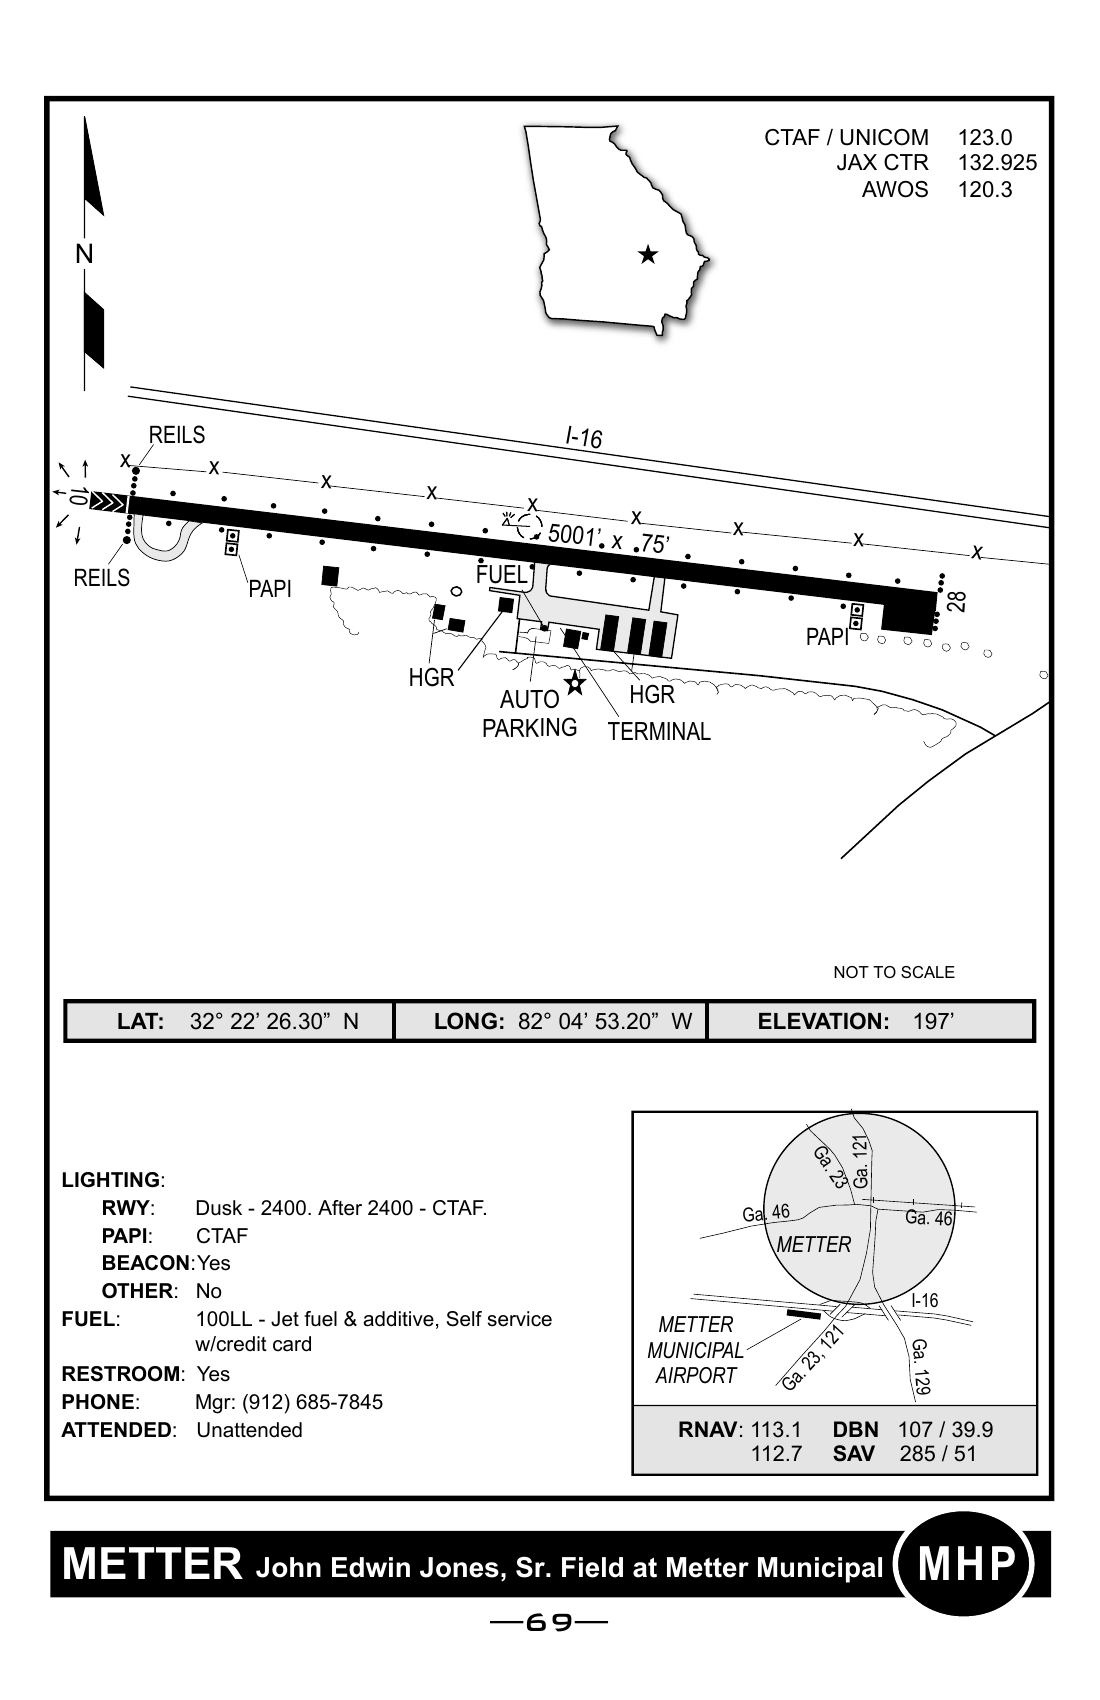 CTAF / UNICOM 123.0
JAX CTR 132.925
AWOS 120.3
N
I-16
REILS
X X X X X X X X X
10
5001’ x 75’
REILS
PAPI
FUEL
28
PAPI
HGR
AUTO
PARKING
HGR
TERMINAL
NOT TO SCALE
LAT: 32° 22’ 26.30” N LONG: 82° 04’ 53.20” W ELEVATION: 197’
LIGHTING:
RWY: Dusk - 2400. After 2400 - CTAF.
PAPI: CTAF
BEACON: Yes
OTHER: No
FUEL: 100LL - Jet fuel & additive, Self service
w/credit card
RESTROOM: Yes
PHONE: Mgr: (912) 685-7845
ATTENDED: Unattended
Ga. 23
Ga. 121
Ga. 46
Ga. 46
METTER
I-16
METTER
MUNICIPAL
AIRPORT
Ga. 23, 121
Ga. 129
RNAV: 113.1 DBN 107 / 39.9
112.7 SAV 285 / 51
METTER John Edwin Jones, Sr. Field at Metter Municipal MHP
—69—